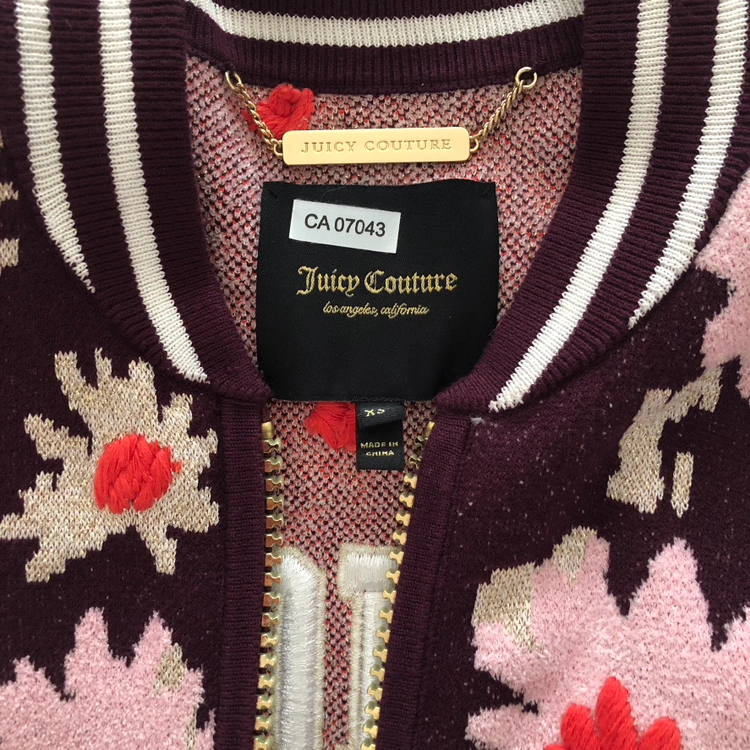 JUICY COUTURE
CA 07043
Juicy Couture
los angeles, california
XS
MADE IN
CHINA